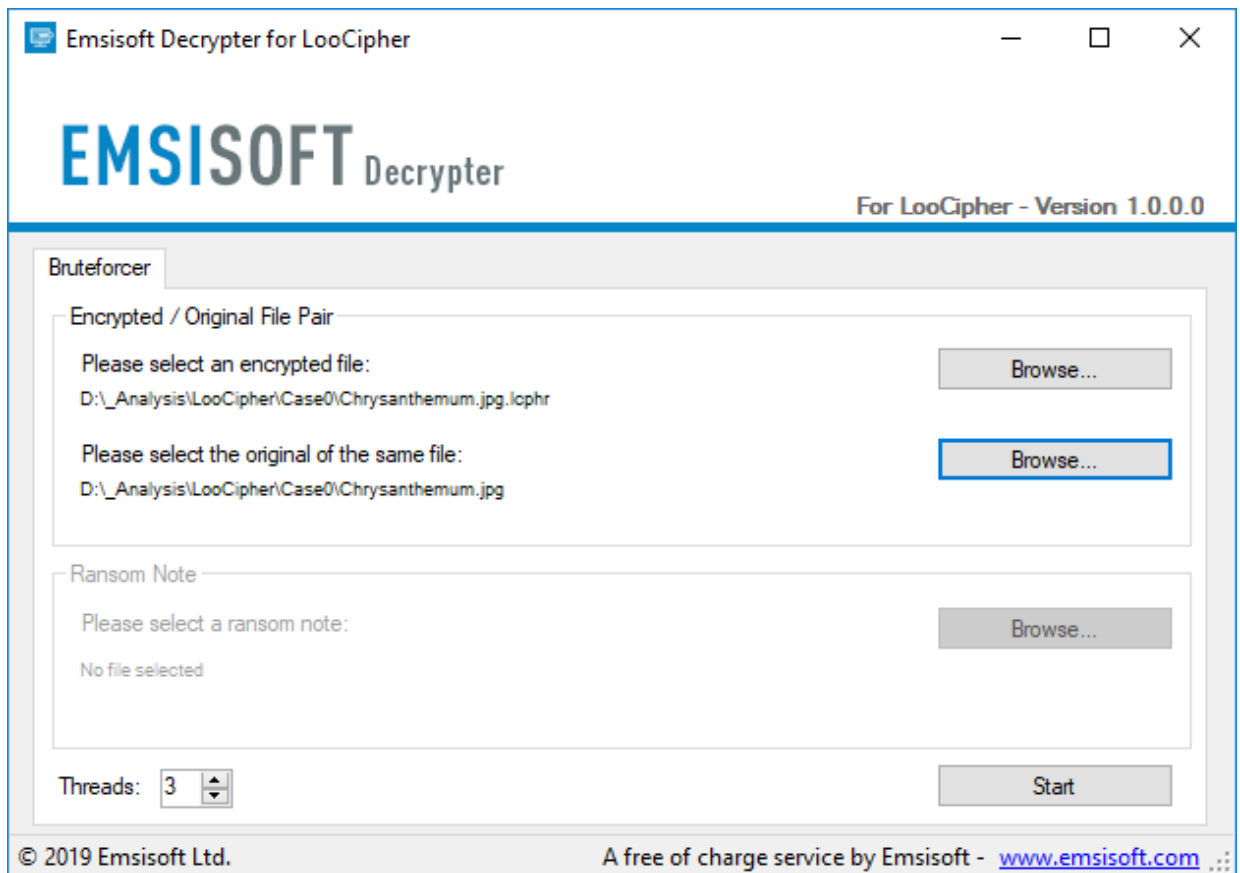 Emsisoft Decrypter for LooCipher
EMSISOFT Decrypter
For LooCipher - Version 1.0.0.0
Bruteforcer
Encrypted / Original File Pair
Please select an encrypted file:
Browse...
D:\_Analysis\LooCipher\Case0\Chrysanthemum.jpg.lcphr
Please select the original of the same file:
Browse...
D:\_Analysis\LooCipher\Case0\Chrysanthemum.jpg
Ransom Note
Please select a ransom note:
Browse...
No file selected
Threads: 3
Start
© 2019 Emsisoft Ltd.
A free of charge service by Emsisoft - www.emsisoft.com